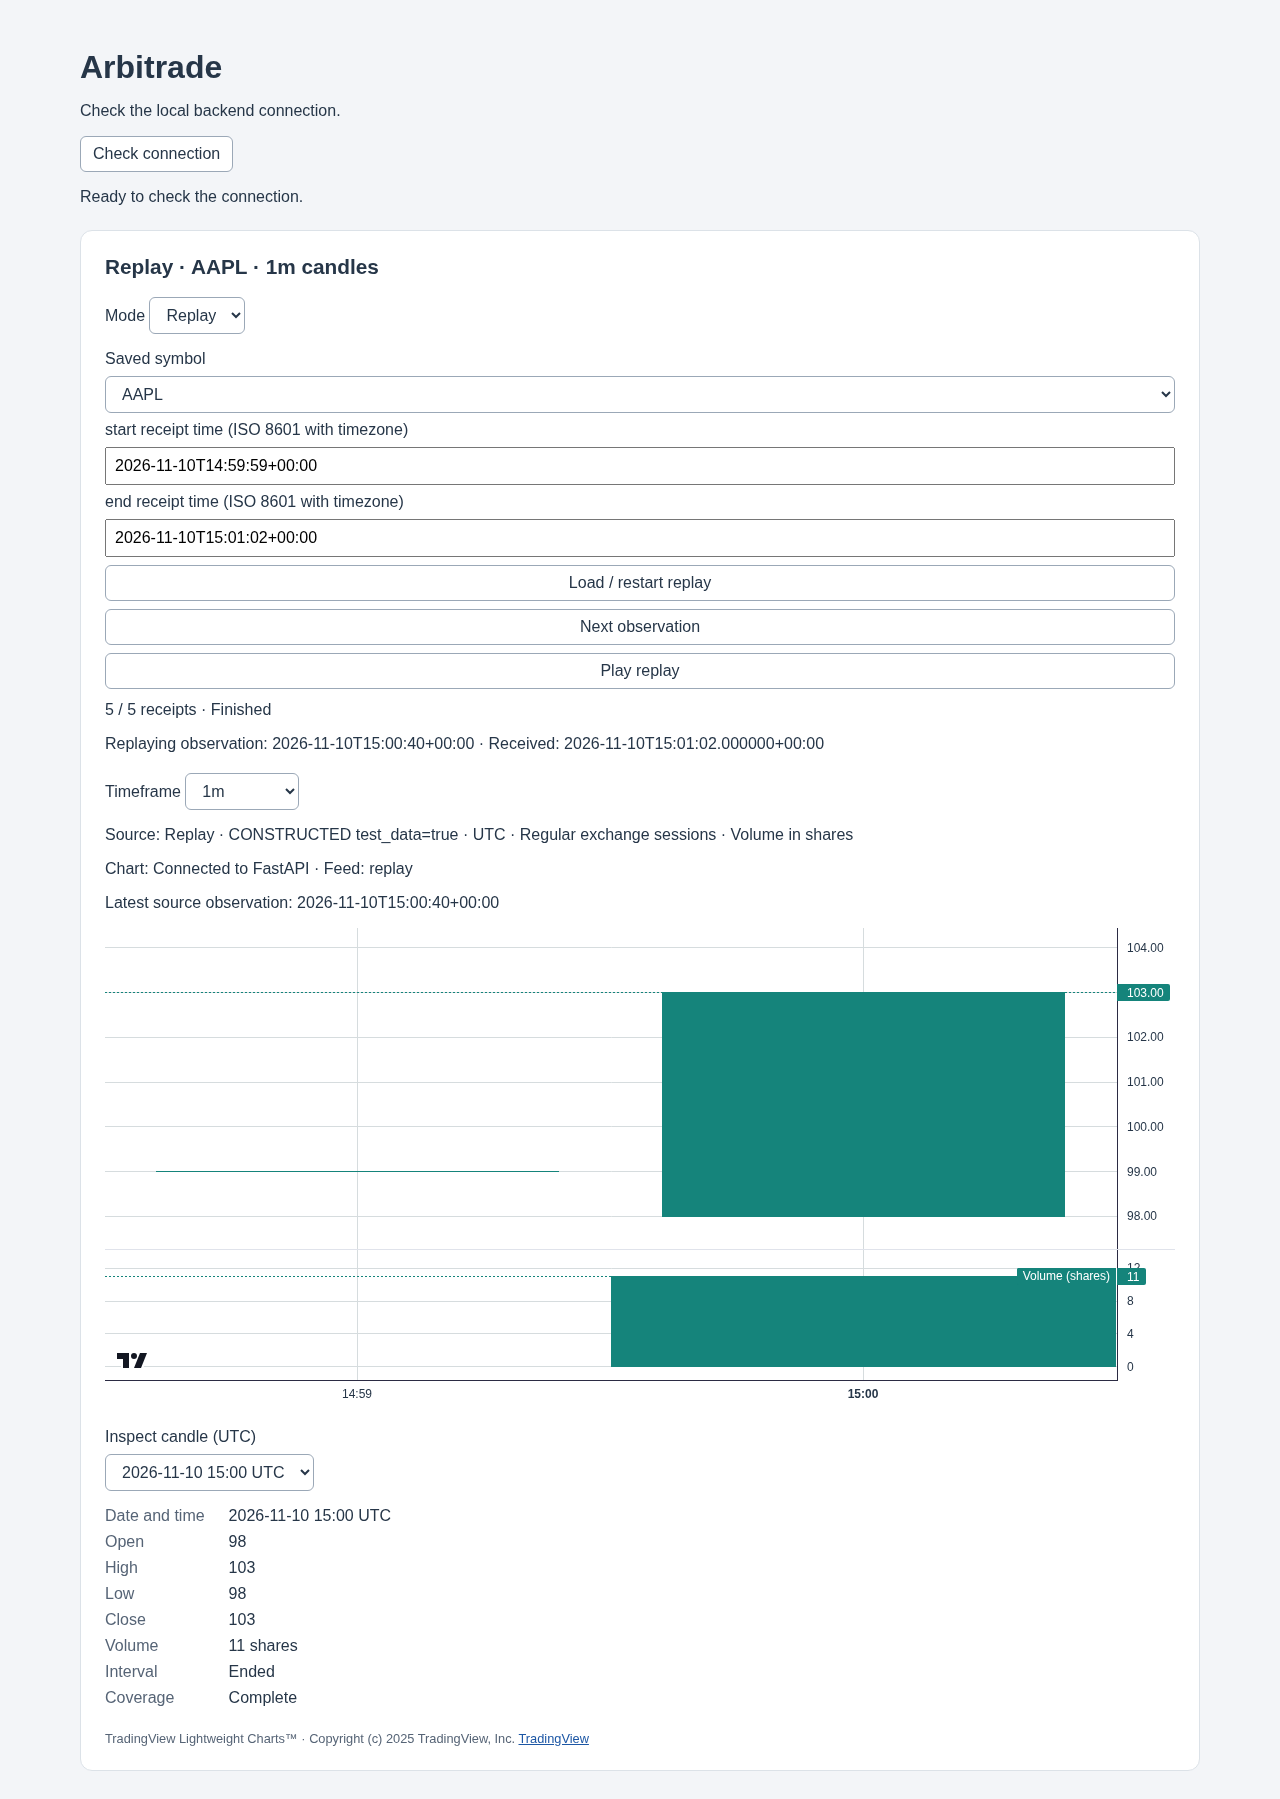 Arbitrade
Check the local backend connection.
Check connection
Ready to check the connection.
Replay · AAPL · 1m candles
Mode Replay
Saved symbol
AAPL
start receipt time (ISO 8601 with timezone)
2026-11-10T14:59:59+00:00
end receipt time (ISO 8601 with timezone)
2026-11-10T15:01:02+00:00
Load / restart replay
Next observation
Play replay
5 / 5 receipts · Finished
Replaying observation: 2026-11-10T15:00:40+00:00 · Received: 2026-11-10T15:01:02.000000+00:00
Timeframe 1m
Source: Replay · CONSTRUCTED test_data=true · UTC · Regular exchange sessions · Volume in shares
Chart: Connected to FastAPI · Feed: replay
Latest source observation: 2026-11-10T15:00:40+00:00
104.00
103.00
102.00
101.00
100.00
99.00
98.00
12
Volume (shares) 11
8
4
0
14:59 15:00
Inspect candle (UTC)
2026-11-10 15:00 UTC
Date and time 2026-11-10 15:00 UTC
Open 98
High 103
Low 98
Close 103
Volume 11 shares
Interval Ended
Coverage Complete
TradingView Lightweight Charts™ · Copyright (c) 2025 TradingView, Inc. TradingView